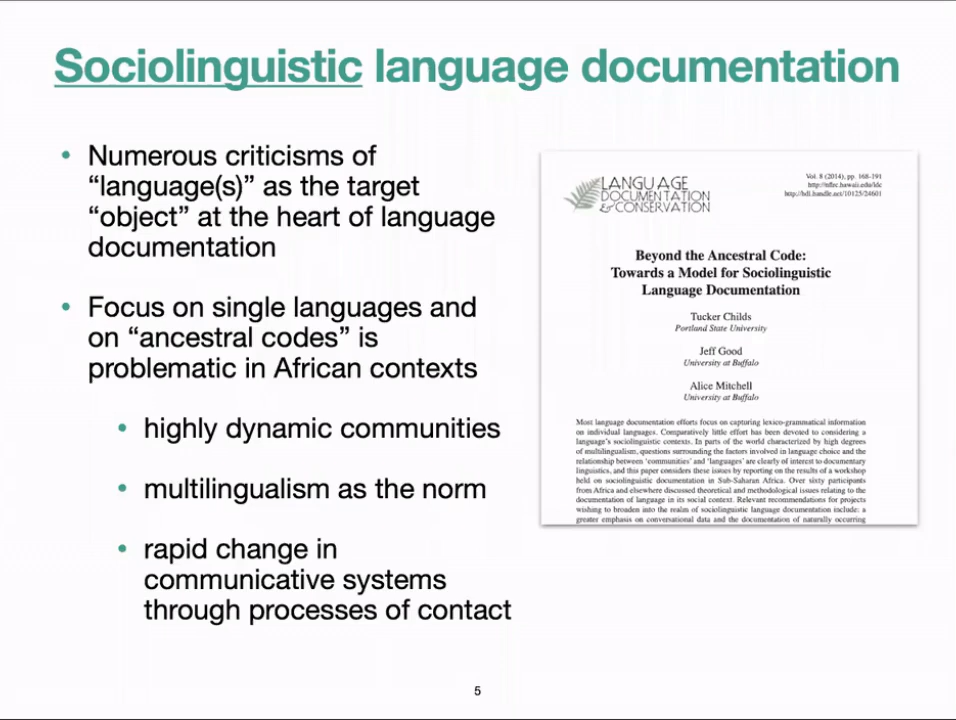 Sociolinguistic language documentation
• Numerous criticisms of
“language(s)” as the target
“object” at the heart of language
documentation
• Focus on single languages and
on “ancestral codes” is
problematic in African contexts
• highly dynamic communities
• multilingualism as the norm
• rapid change in
communicative systems
through processes of contact
LANGUAGE
DOCUMENTATION
& CONSERVATION
Vol. 8 (2014), pp. 168–191
http://nflrc.hawaii.edu/ldc
http://hdl.handle.net/10125/24601
Beyond the Ancestral Code:
Towards a Model for Sociolinguistic
Language Documentation
Tucker Childs
Portland State University
Jeff Good
University at Buffalo
Alice Mitchell
University at Buffalo
Most language documentation efforts focus on capturing lexico-grammatical information
on individual languages. Comparatively little effort has been devoted to considering a
language’s sociolinguistic contexts. In parts of the world characterized by high degrees
of multilingualism, questions surrounding the factors involved in language choice and the
relationship between ‘communities’ and ‘languages’ are clearly of interest to documentary
linguistics, and this paper considers these issues by reporting on the results of a workshop
held on sociolinguistic documentation in Sub-Saharan Africa. Over sixty participants
from Africa and elsewhere discussed theoretical and methodological issues relating to the
documentation of language in its social context. Relevant recommendations for projects
wishing to broaden into the realm of sociolinguistic language documentation include: a
greater emphasis on conversational data and the documentation of naturally occurring
5